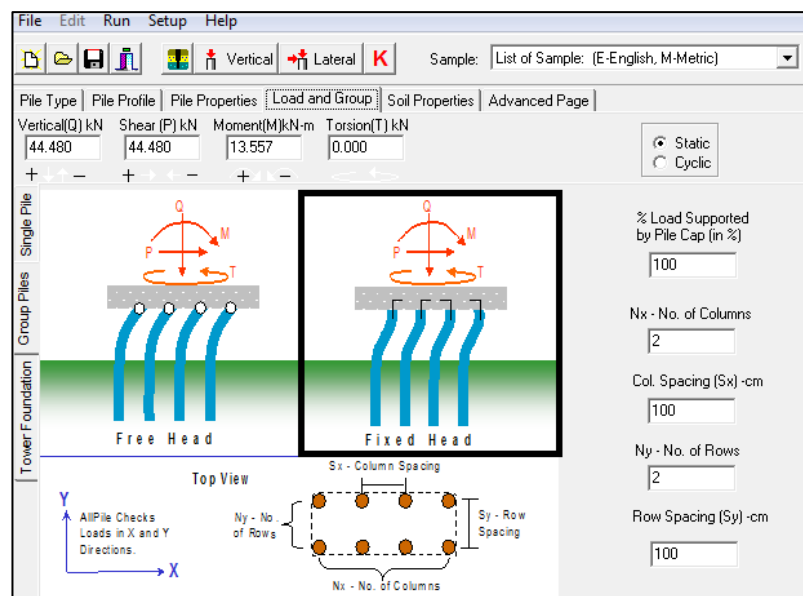 File Edit Run Setup Help
Vertical Lateral K Sample: List of Sample: (E-English, M-Metric)
Pile Type Pile Profile Pile Properties Load and Group Soil Properties Advanced Page
Vertical(Q) kN Shear (P) kN Moment(M)kN-m Torsion(T) kN
44.480 44.480 13.557 0.000
+ − + − + −
Static
Cyclic
Single Pile
Group Piles
Tower Foundation
Q
P M
T
Free Head
Q
P M
T
Fixed Head
% Load Supported
by Pile Cap (in %)
100
Nx - No. of Columns
2
Col. Spacing (Sx) -cm
100
Ny - No. of Rows
2
Row Spacing (Sy) -cm
100
Top View
Sx - Column Spacing
Y
AllPile Checks
Loads in X and Y
Directions.
X
Ny - No.
of Rows
Sy - Row
Spacing
Nx - No. of Columns